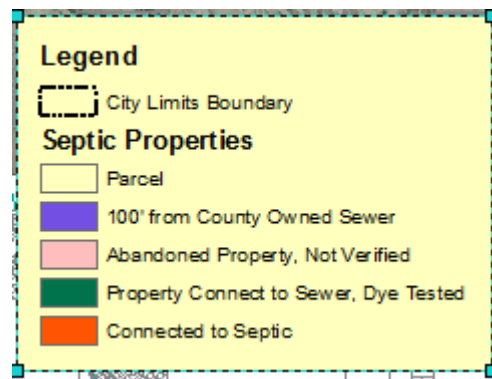 Legend
City Limits Boundary
Septic Properties
Parcel
100' from County Owned Sewer
Abandoned Property, Not Verified
Property Connect to Sewer, Dye Tested
Connected to Septic